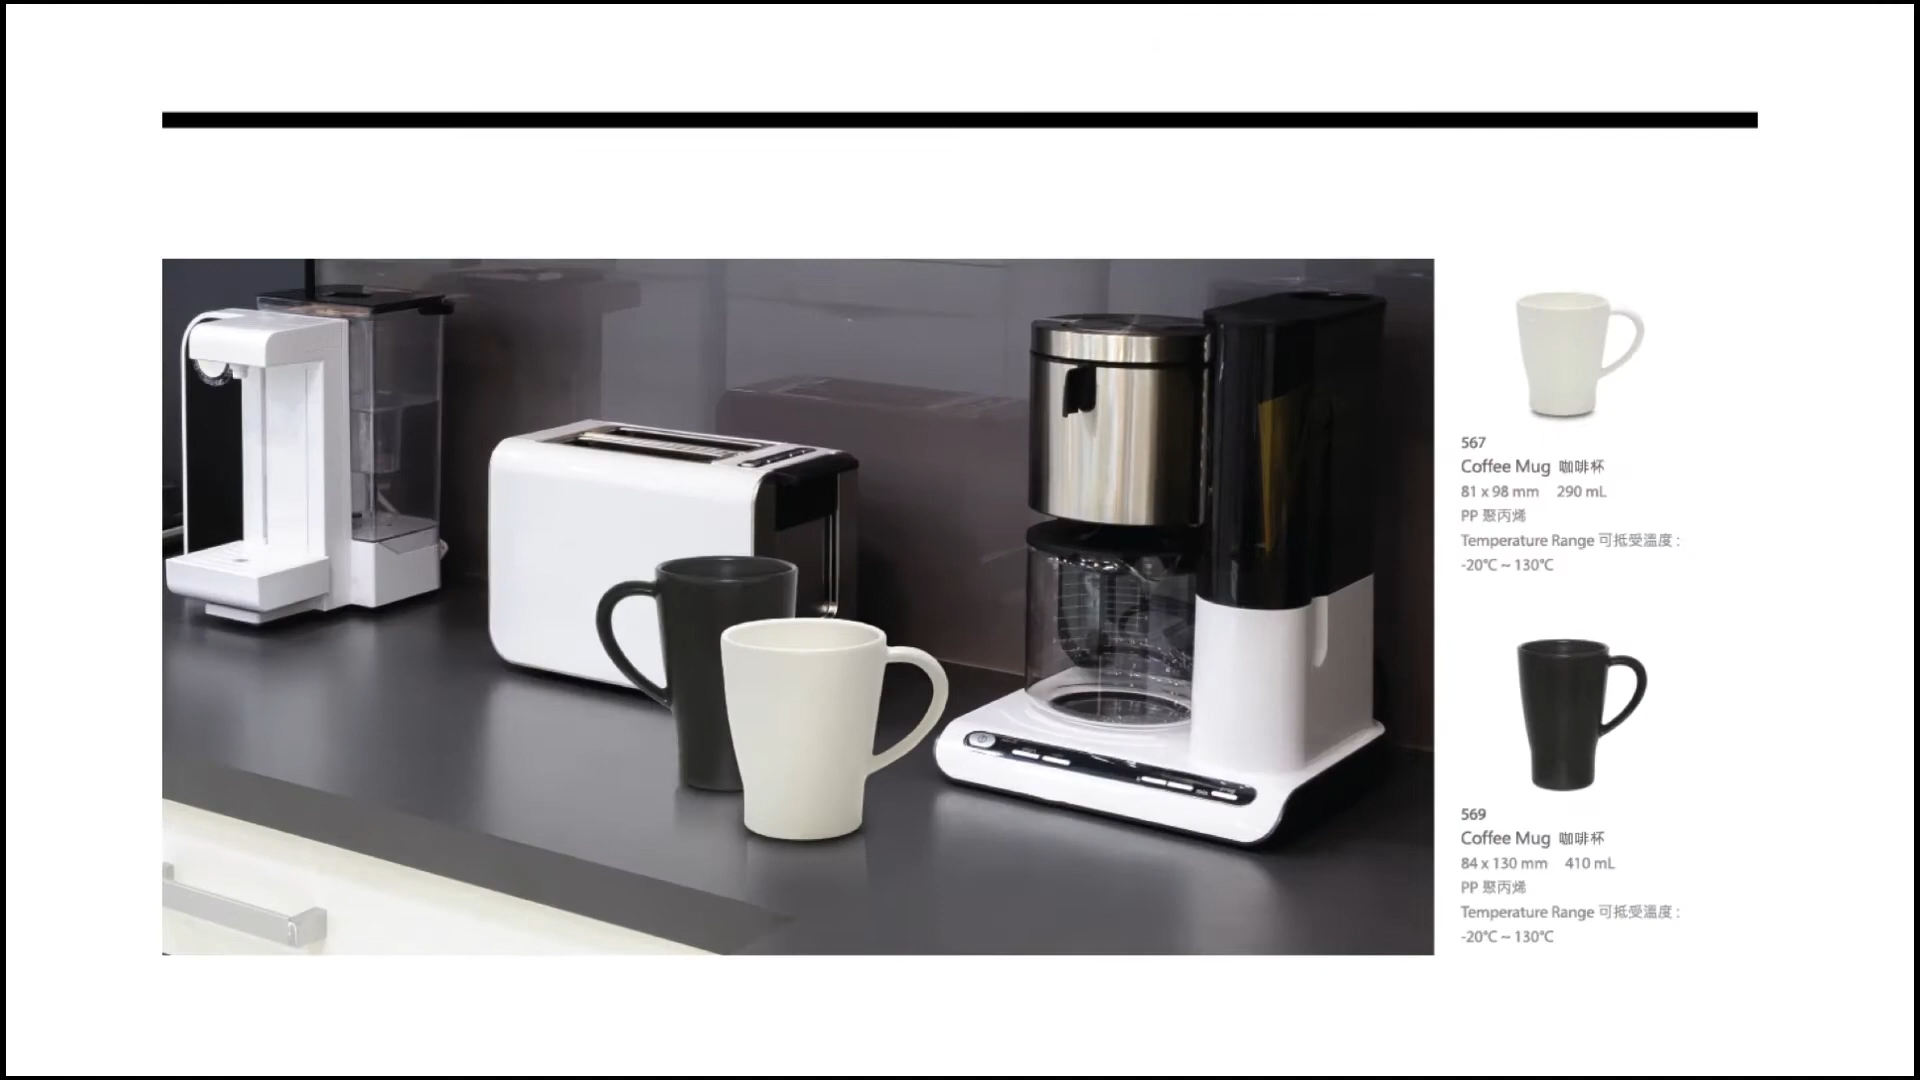 567
Coffee Mug 咖啡杯
81 x 98 mm 290 mL
PP 聚丙烯
Temperature Range 可抵受溫度 :
-20°C ~ 130°C
569
Coffee Mug 咖啡杯
84 x 130 mm 410 mL
PP 聚丙烯
Temperature Range 可抵受溫度 :
-20°C ~ 130°C